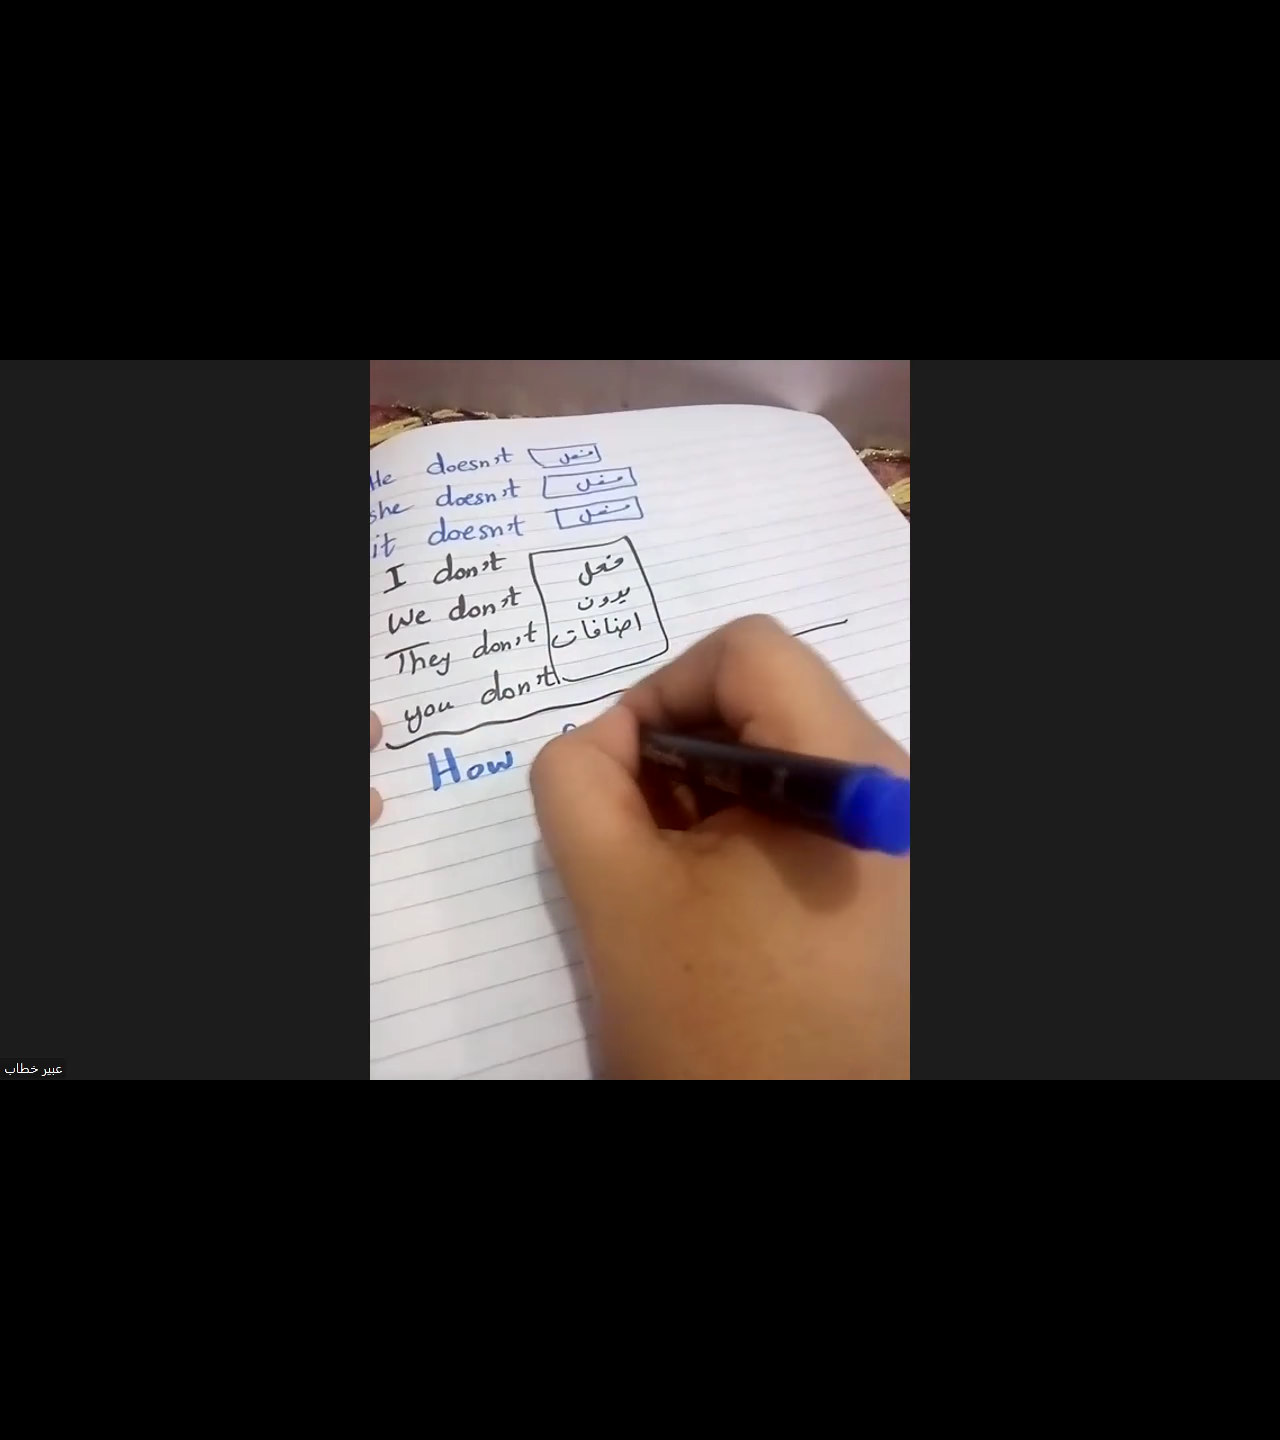 He doesn't فعل
she doesn't فعل
it doesn't فعل
I don't فعل
We don't بدون
They don't اضافات
you don't
How
عبير خطاب